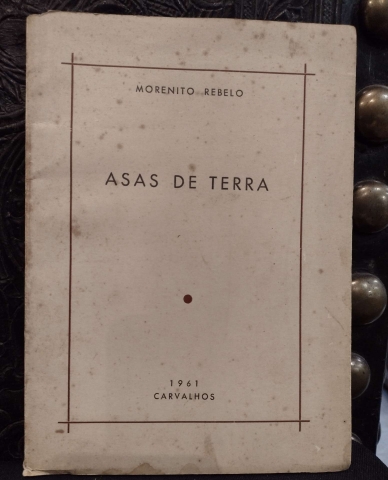 MORENITO REBELO
ASAS DE TERRA
1961
CARVALHOS